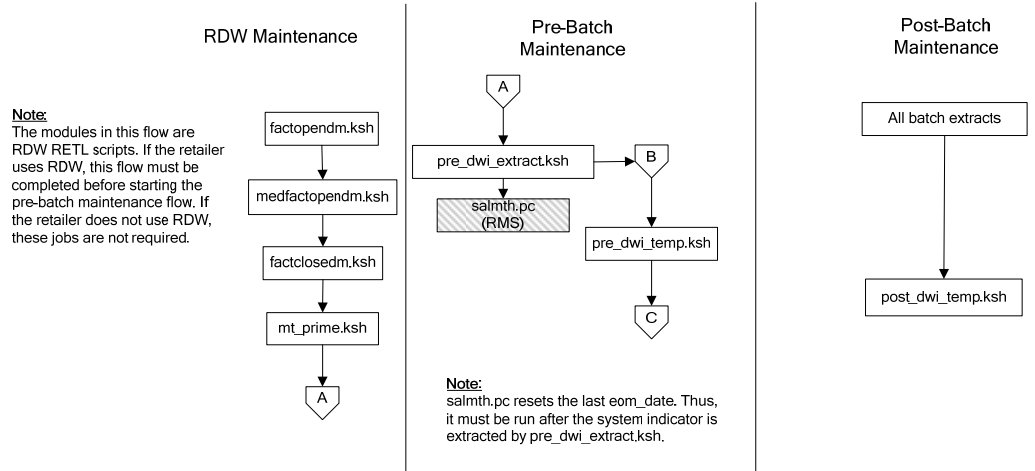 RDW Maintenance
Note:
The modules in this flow are
RDW RETL scripts. If the retailer
uses RDW, this flow must be
completed before starting the
pre-batch maintenance flow. If
the retailer does not use RDW,
these jobs are not required.
factopendm.ksh
medfactopendm.ksh
factclosedm.ksh
mt_prime.ksh
A
Pre-Batch
Maintenance
A
pre_dwi_extract.ksh
B
salmth.pc
(RMS)
pre_dwi_temp.ksh
C
Note:
salmth.pc resets the last eom_date. Thus,
it must be run after the system indicator is
extracted by pre_dwi_extract.ksh.
Post-Batch
Maintenance
All batch extracts
post_dwi_temp.ksh